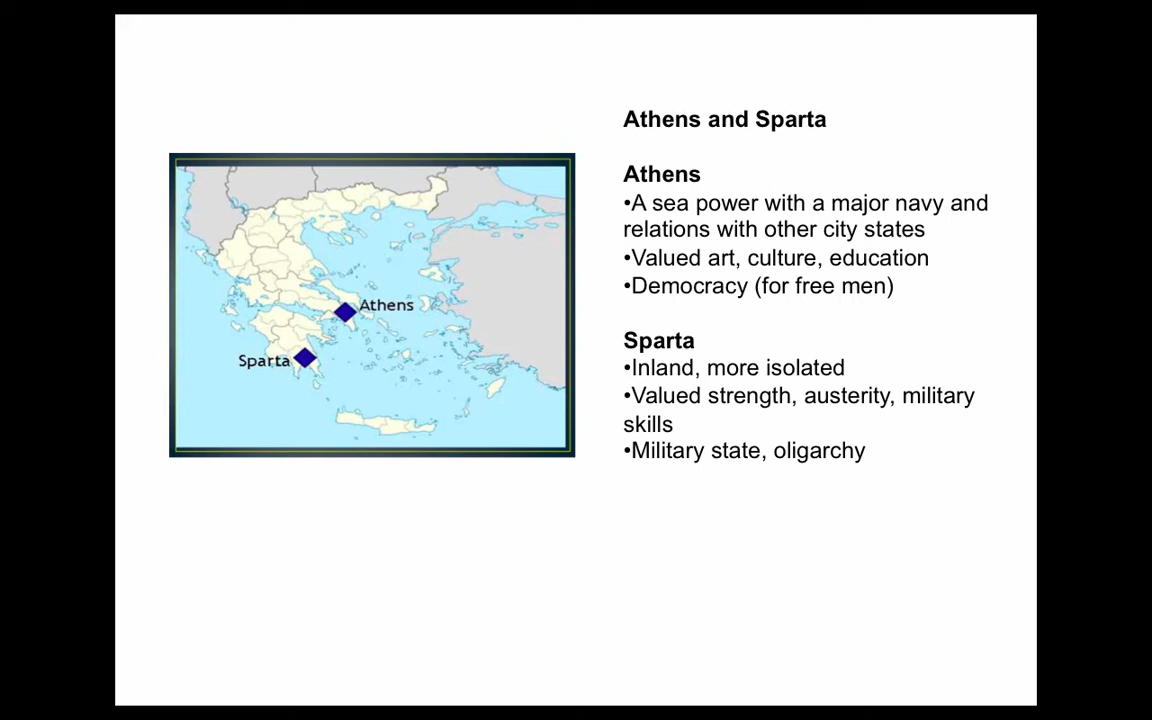 Athens and Sparta
Athens
•A sea power with a major navy and
relations with other city states
•Valued art, culture, education
•Democracy (for free men)
Sparta
•Inland, more isolated
•Valued strength, austerity, military
skills
•Military state, oligarchy
Athens
Sparta